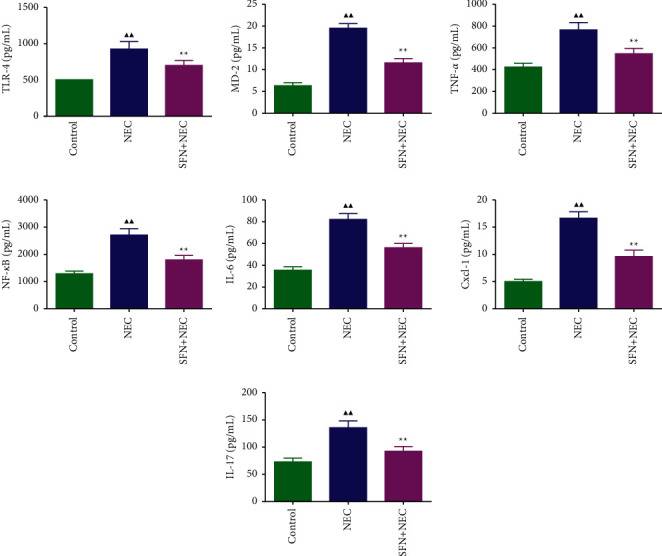 TLR-4 (pg/mL)
1500
1000
500
0
▲▲
**
Control
NEC
SFN+NEC
MD-2 (pg/mL)
25
20
15
10
5
0
▲▲
**
Control
NEC
SFN+NEC
TNF-α (pg/mL)
1000
800
600
400
200
0
▲▲
**
Control
NEC
SFN+NEC
NF-κB (pg/mL)
4000
3000
2000
1000
0
▲▲
**
Control
NEC
SFN+NEC
IL-6 (pg/mL)
100
80
60
40
20
0
▲▲
**
Control
NEC
SFN+NEC
Cxcl-1 (pg/mL)
20
15
10
5
0
▲▲
**
Control
NEC
SFN+NEC
IL-17 (pg/mL)
200
150
100
50
0
▲▲
**
Control
NEC
SFN+NEC